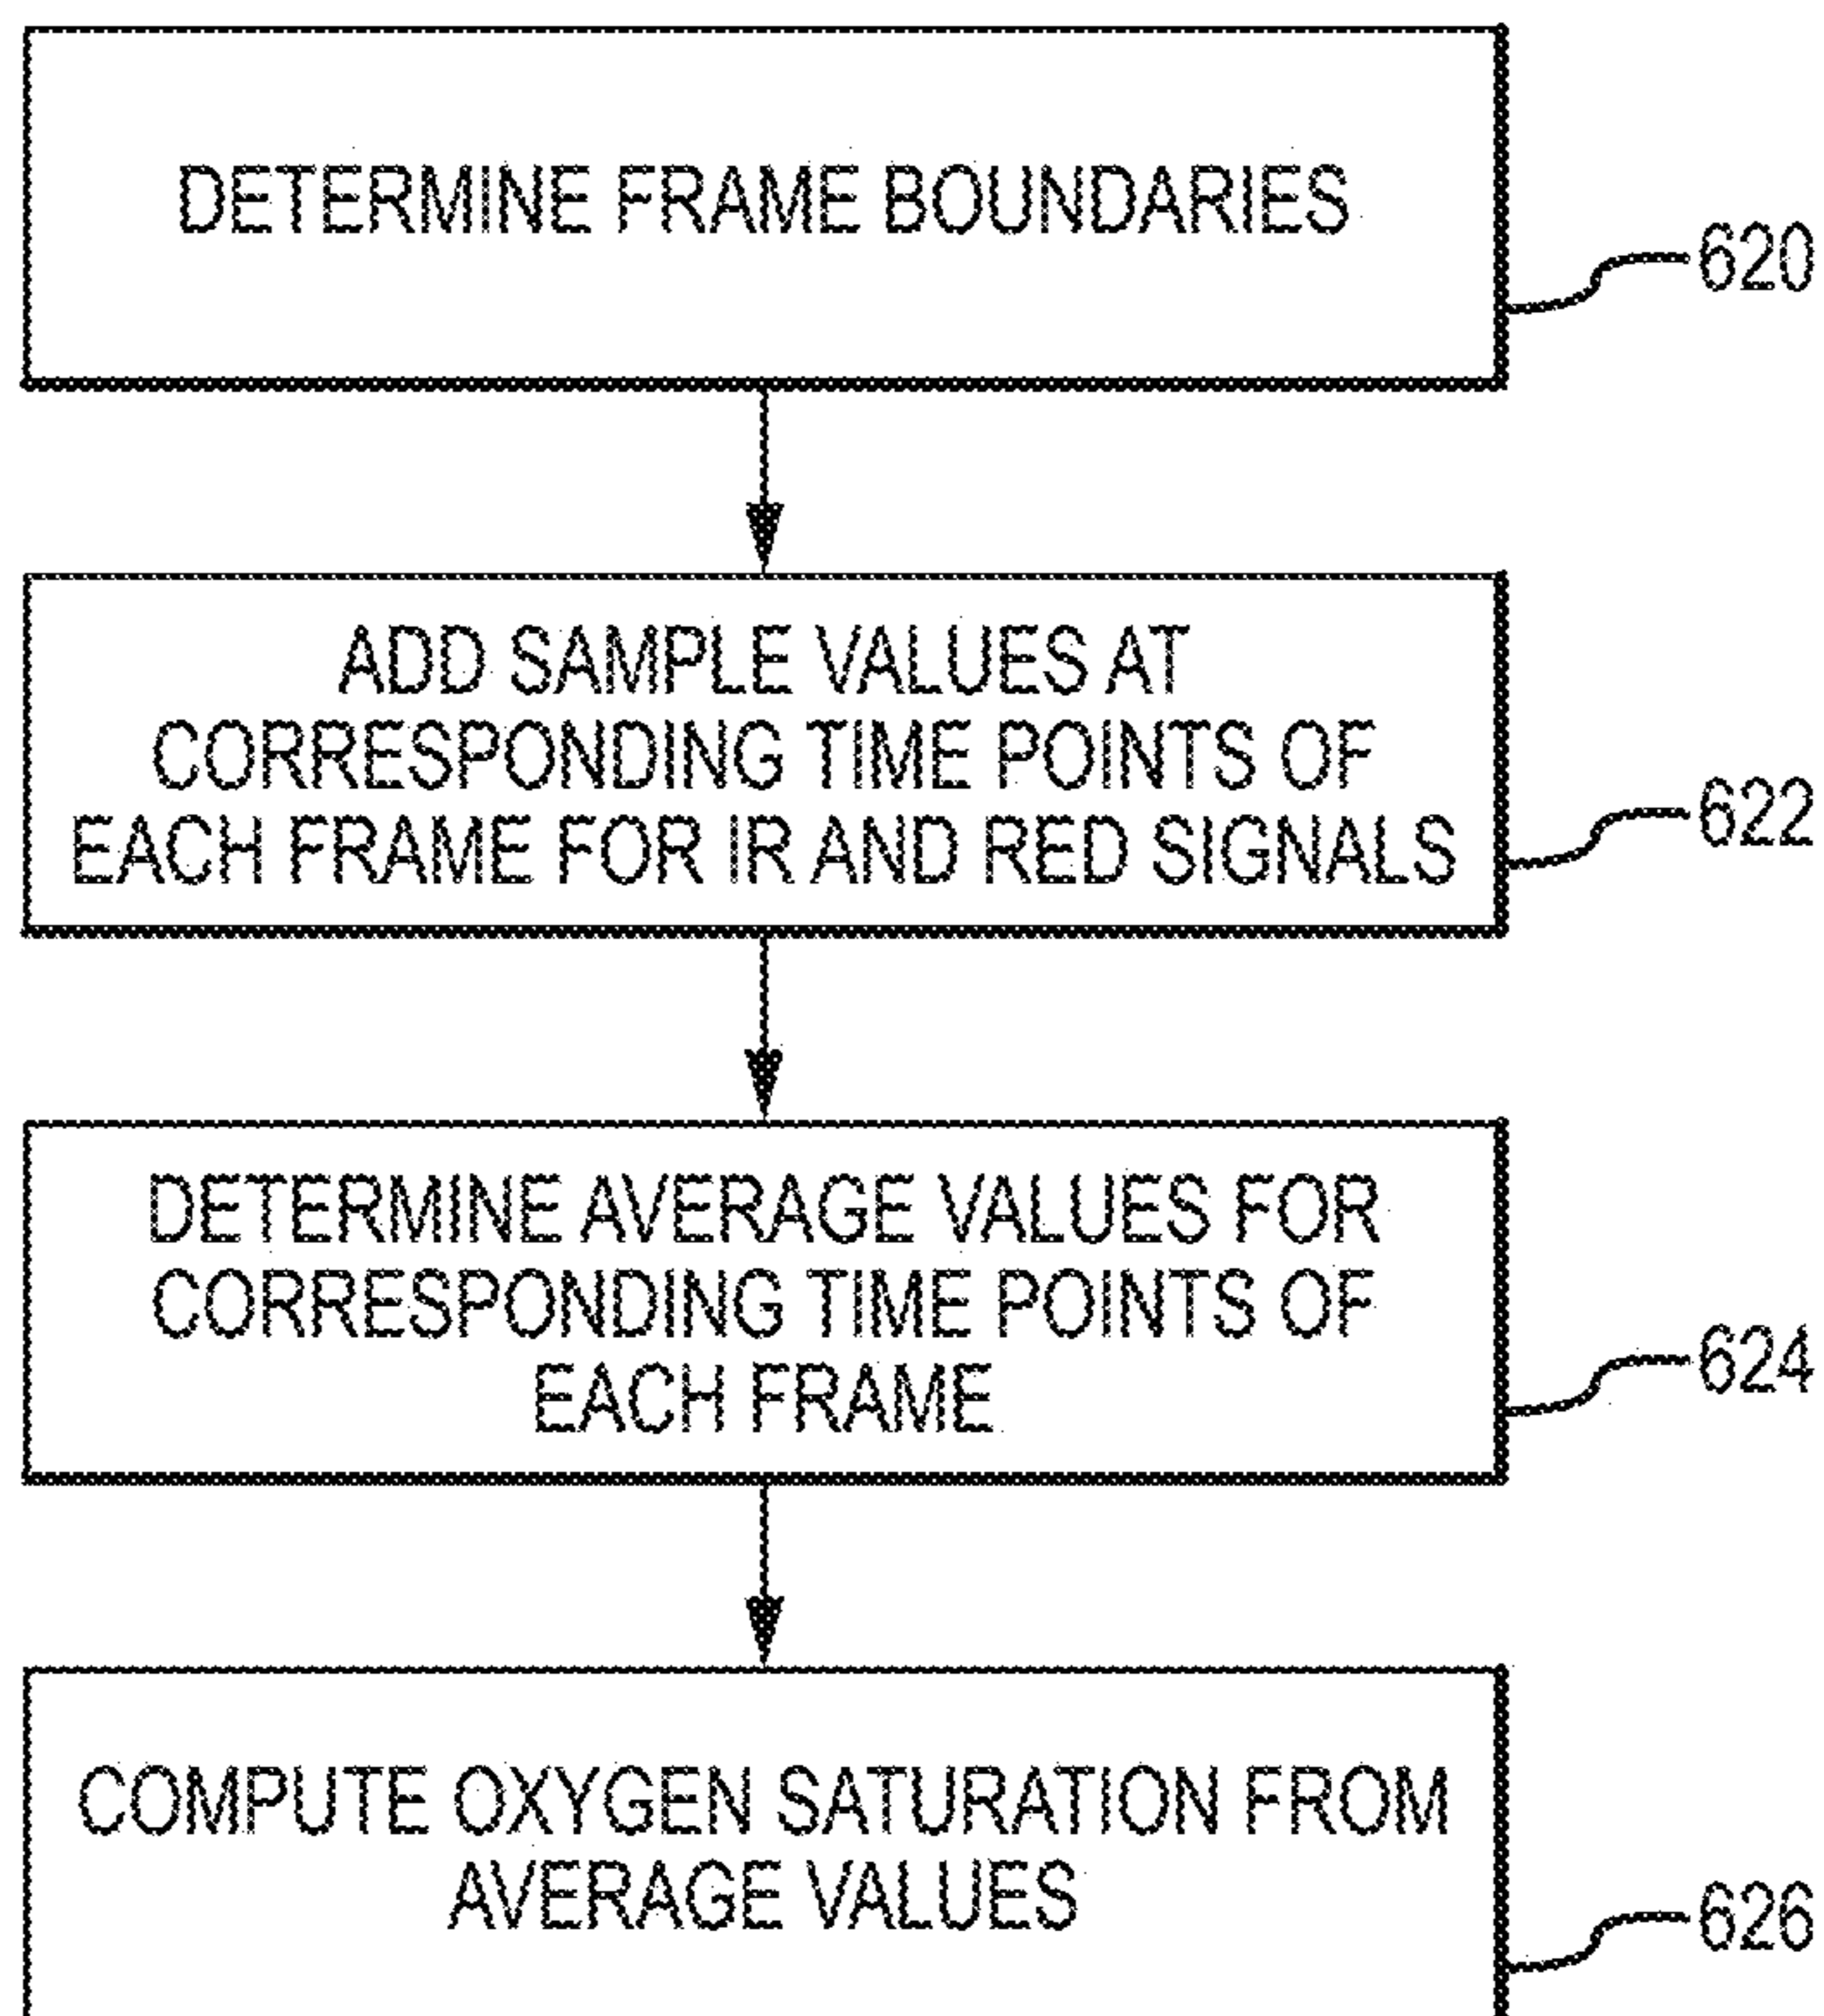 DETERMINE FRAME BOUNDARIES
620
ADD SAMPLE VALUES AT
CORRESPONDING TIME POINTS OF
EACH FRAME FOR IR AND RED SIGNALS
622
DETERMINE AVERAGE VALUES FOR
CORRESPONDING TIME POINTS OF
EACH FRAME
624
COMPUTE OXYGEN SATURATION FROM
AVERAGE VALUES
626